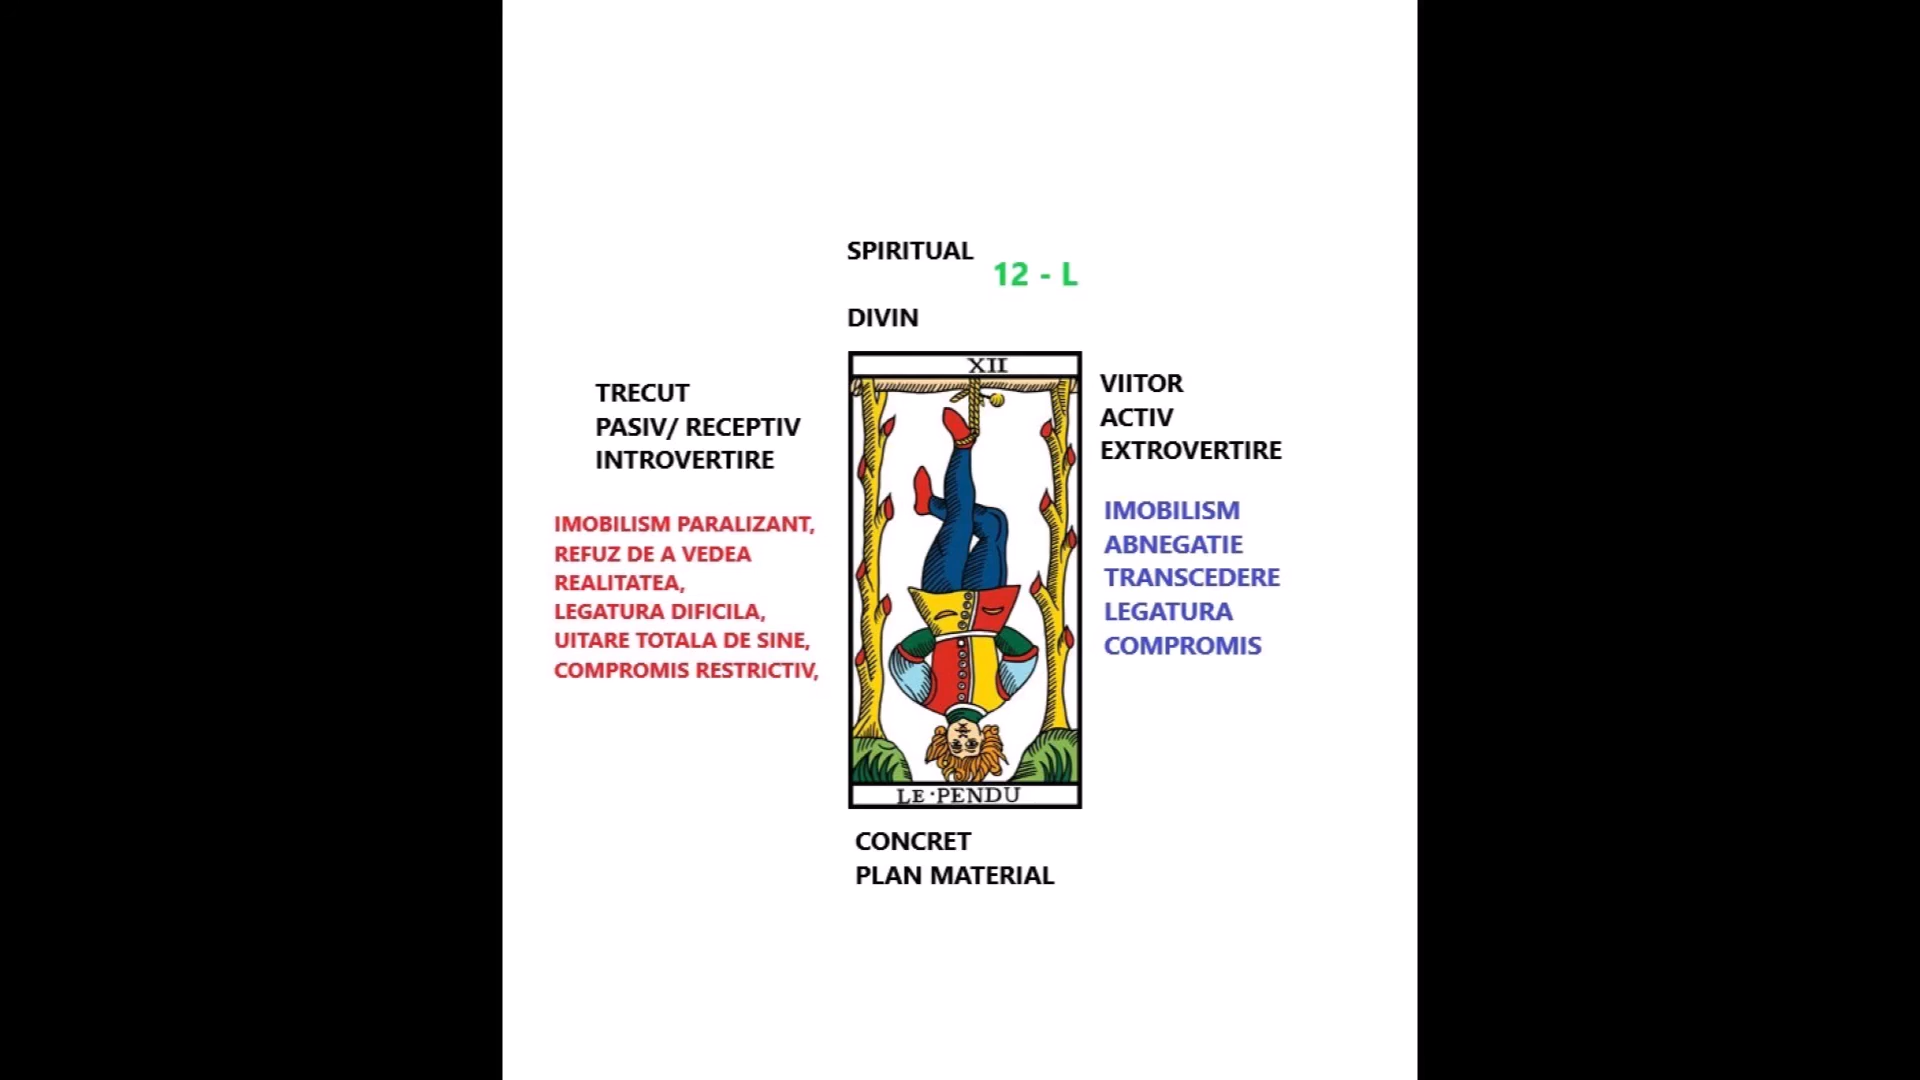 SPIRITUAL
12 - L
DIVIN
XII
TRECUT
PASIV/ RECEPTIV
INTROVERTIRE
IMOBILISM PARALIZANT,
REFUZ DE A VEDEA
REALITATEA,
LEGATURA DIFICILA,
UITARE TOTALA DE SINE,
COMPROMIS RESTRICTIV,
VIITOR
ACTIV
EXTROVERTIRE
IMOBILISM
ABNEGATIE
TRANSCEDERE
LEGATURA
COMPROMIS
LE·PENDU
CONCRET
PLAN MATERIAL